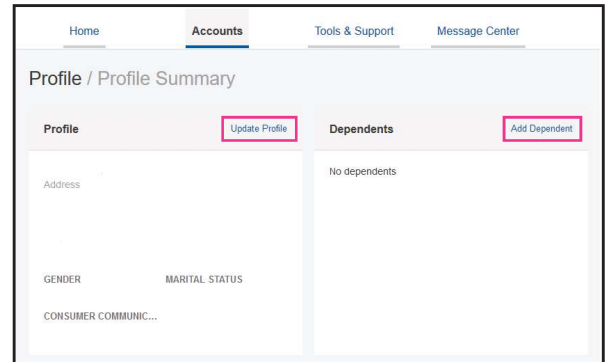 Home Accounts Tools & Support Message Center
Profile / Profile Summary
Profile Update Profile
Dependents Add Dependent
Address
No dependents
GENDER MARITAL STATUS
CONSUMER COMMUNIC...